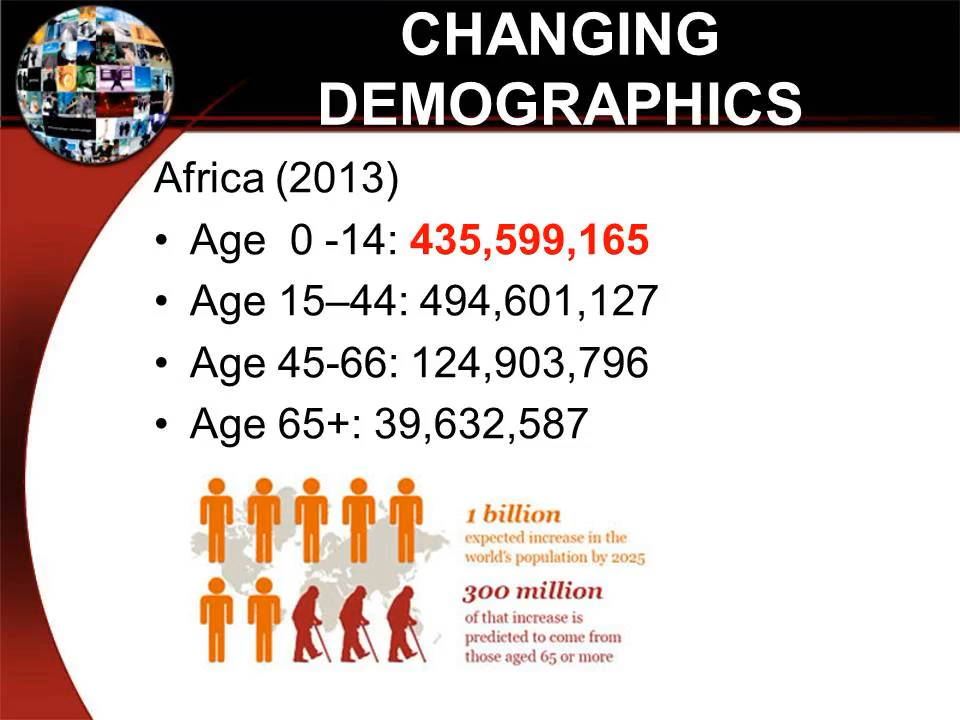 CHANGING
DEMOGRAPHICS
Africa (2013)
• Age  0 -14: 435,599,165
• Age 15–44: 494,601,127
• Age 45-66: 124,903,796
• Age 65+: 39,632,587
1 billion
expected increase in the
world's population by 2025
300 million
of that increase is
predicted to come from
those aged 65 or more